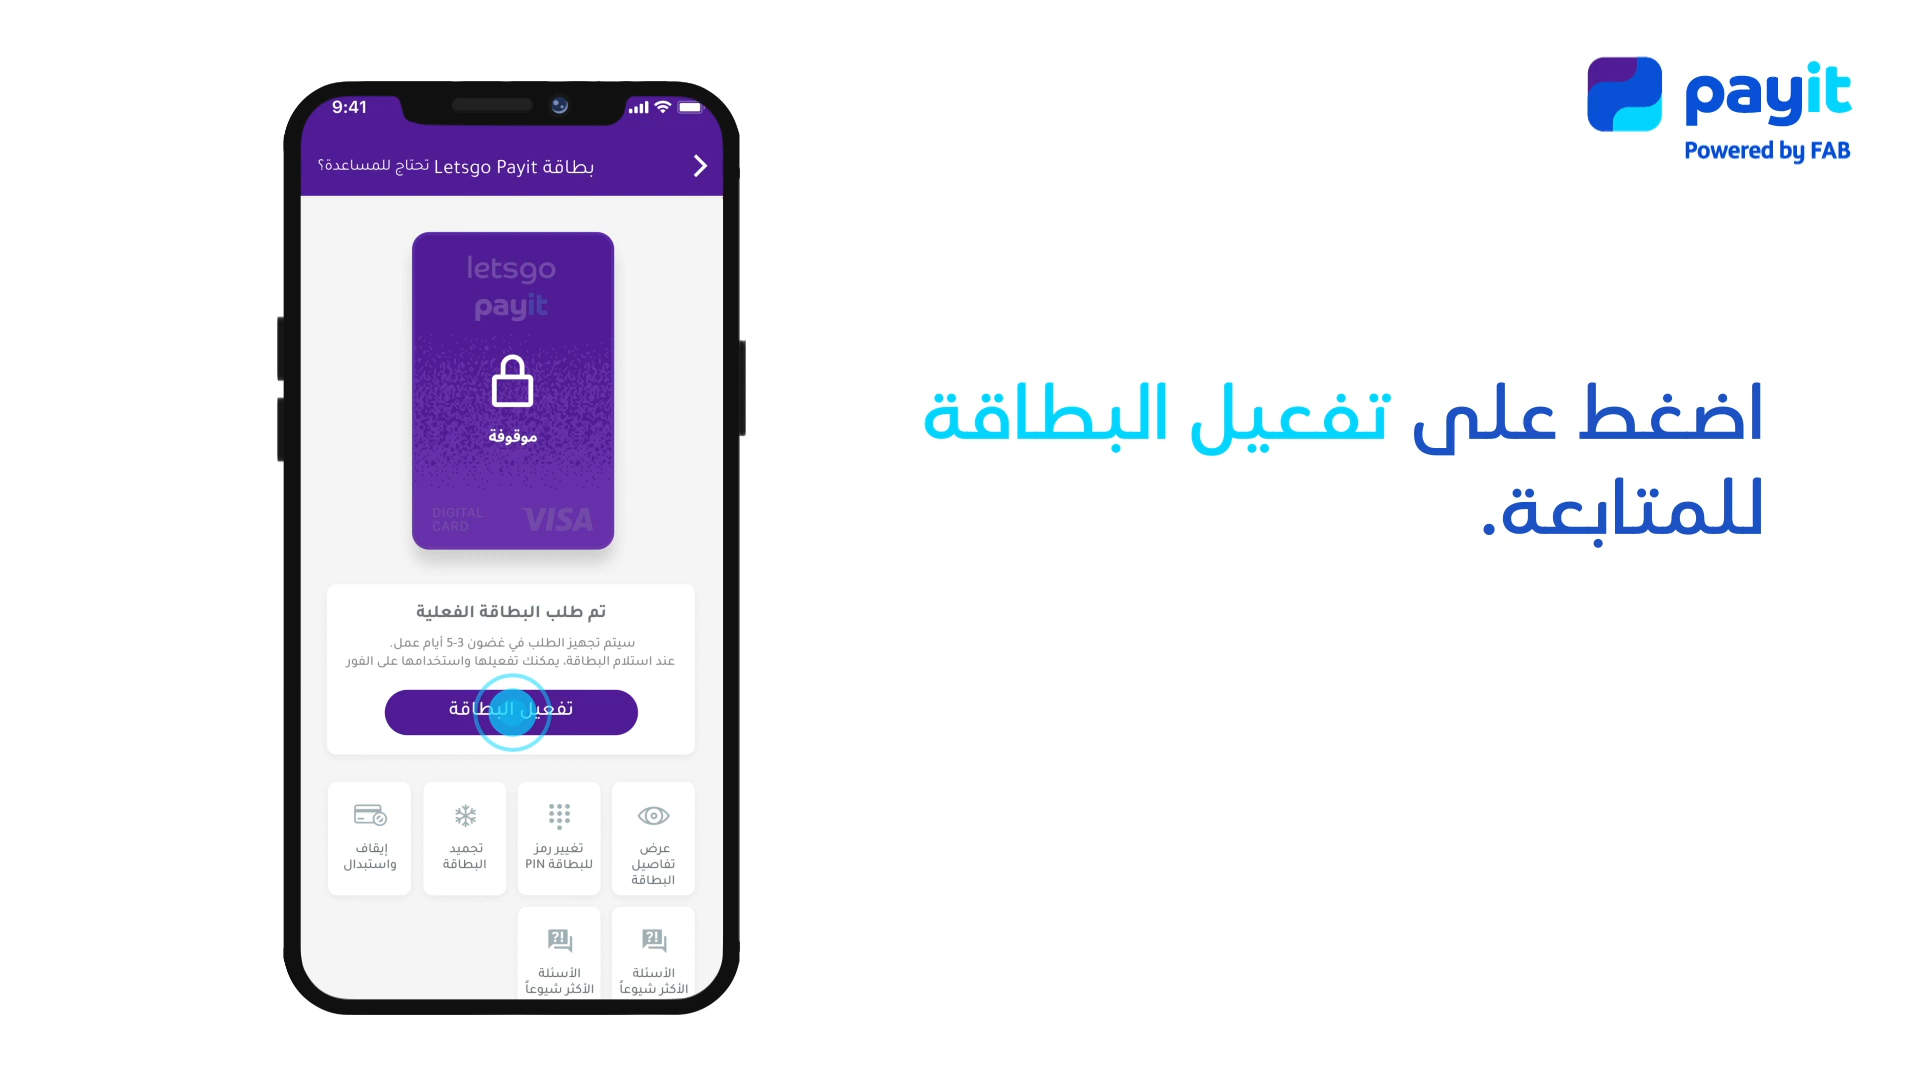 payit
Powered by FAB
اضغط على تفعيل البطاقة
للمتابعة.
9:41
بطاقة Letsgo Payit
تحتاج للمساعدة؟
letsgo
payit
موقوفة
DIGITAL
CARD
VISA
تم طلب البطاقة الفعلية
سيتم تجهيز الطلب في غضون 3-5 أيام عمل.
عند استلام البطاقة، يمكنك تفعيلها واستخدامها على الفور
تفعيل البطاقة
عرض
تفاصيل
البطاقة
تغيير رمز
PIN للبطاقة
تجميد
البطاقة
إيقاف
واستبدال
الأسئلة
الأكثر شيوعاً
الأسئلة
الأكثر شيوعاً